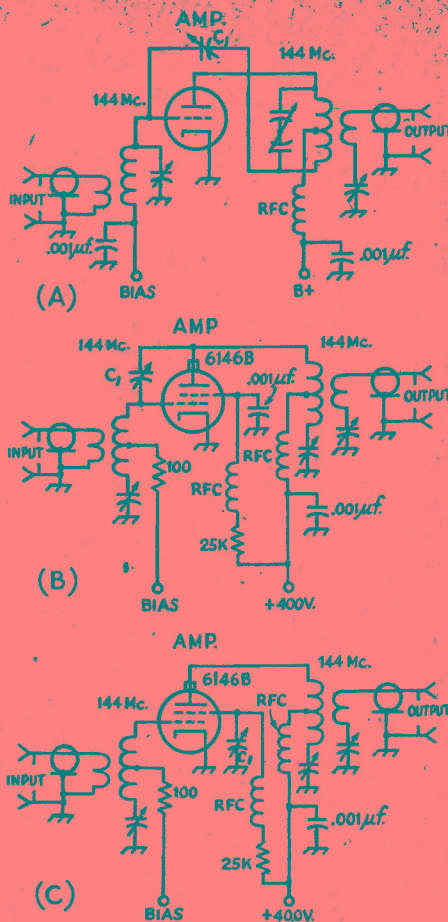 AMP.
C₁
144 Mc.
OUTPUT
INPUT
RFC
.001μf.
.001μf.
(A)
BIAS
B+
AMP
144 Mc.
6146B
144 Mc.
C₁
.001μf.
OUTPUT
INPUT
100
RFC
RFC
.001μf.
25K
(B)
BIAS
+400V.
AMP.
6146B
144 Mc.
144 Mc.
RFC
OUTPUT
INPUT
C₁
100
RFC
.001μf.
25K
(C)
BIAS
+400V.